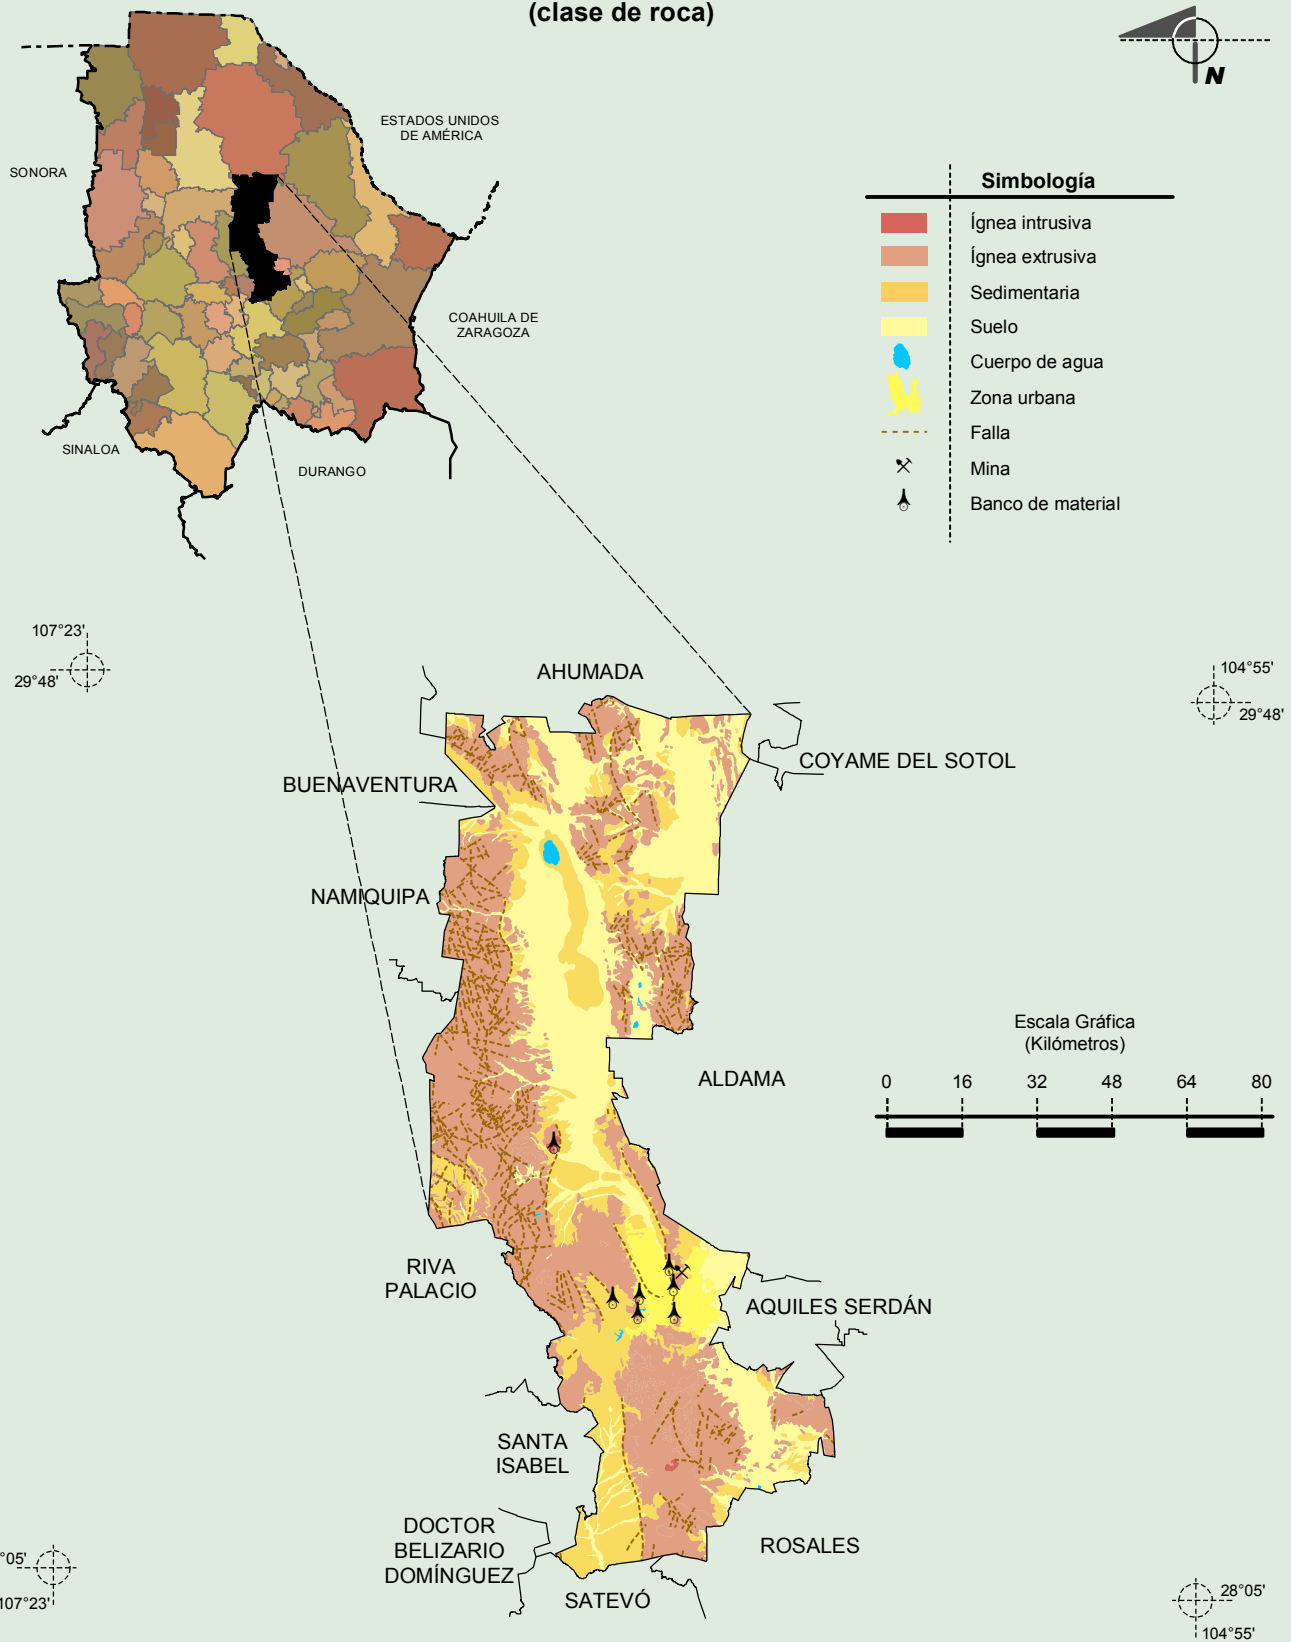 (clase de roca)
N
ESTADOS UNIDOS
DE AMÉRICA
SONORA
COAHUILA DE
ZARAGOZA
SINALOA
DURANGO
Simbología
Ígnea intrusiva
Ígnea extrusiva
Sedimentaria
Suelo
Cuerpo de agua
Zona urbana
Falla
Mina
Banco de material
107°23'
29°48'
104°55'
29°48'
AHUMADA
COYAME DEL SOTOL
BUENAVENTURA
NAMIQUIPA
ALDAMA
Escala Gráfica
(Kilómetros)
0 16 32 48 64 80
RIVA
PALACIO
AQUILES SERDÁN
SANTA
ISABEL
DOCTOR
BELIZARIO
DOMÍNGUEZ
ROSALES
SATEVÓ
°05'
107°23'
28°05'
104°55'